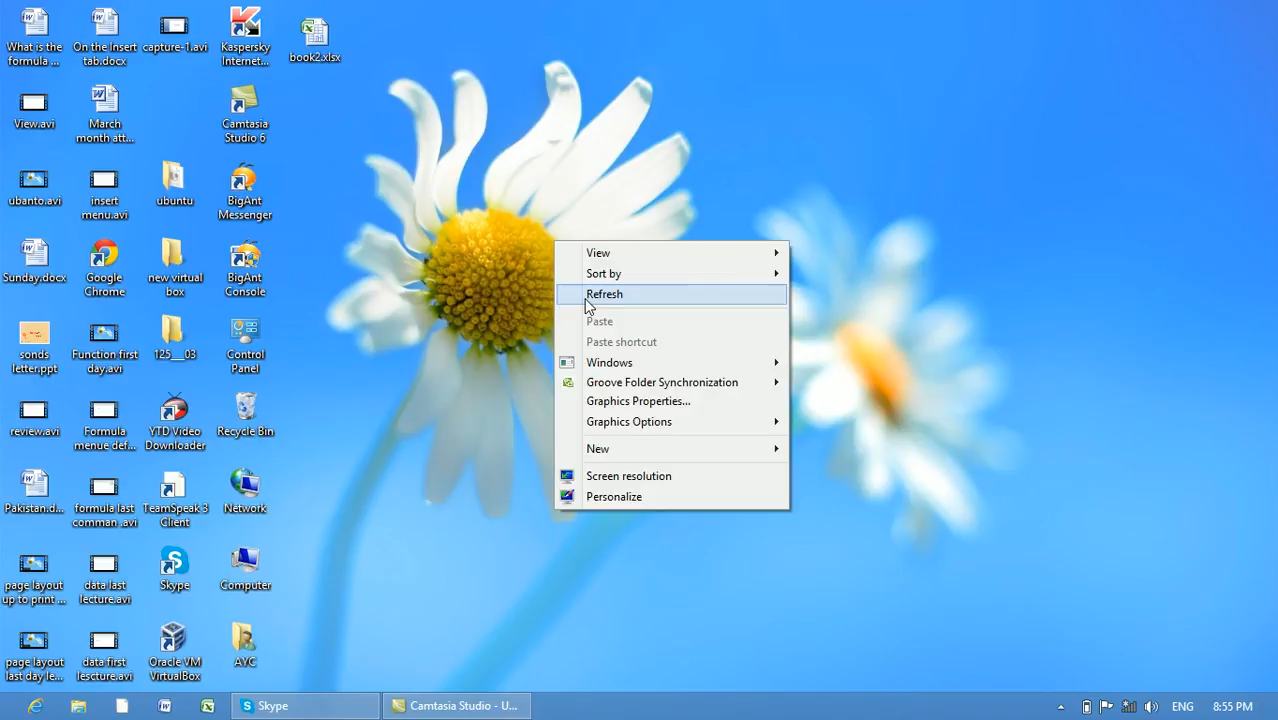 What is the
formula ...
On the Insert
tab.docx
capture-1.avi
Kaspersky
Internet...
book2.xlsx
View.avi
March
month att...
Camtasia
Studio 6
ubanto.avi
insert
menu.avi
ubuntu
BigAnt
Messenger
Sunday.docx
Google
Chrome
new virtual
box
BigAnt
Console
sonds
letter.ppt
Function first
day.avi
125___03
Control
Panel
review.avi
Formula
menue def...
YTD Video
Downloader
Recycle Bin
Pakistan.d...
formula last
comman .avi
TeamSpeak 3
Client
Network
page layout
up to print ...
data last
lecture.avi
Skype
Computer
page layout
last day le...
data first
lescture.avi
Oracle VM
VirtualBox
AYC
View
Sort by
Refresh
Paste
Paste shortcut
Windows
Groove Folder Synchronization
Graphics Properties...
Graphics Options
New
Screen resolution
Personalize
Skype
Camtasia Studio - U...
ENG
8:55 PM